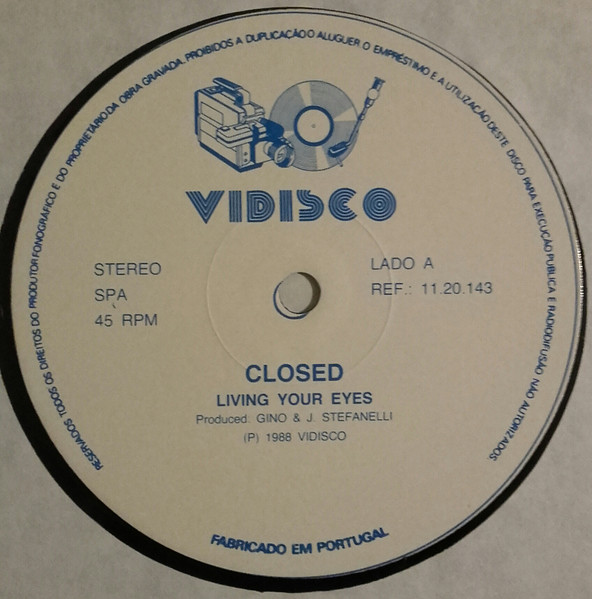 RESERVADOS TODOS OS DIREITOS DO PRODUTOR FONOGRÁFICO E DO PROPRIETÁRIO DA OBRA GRAVADA. PROIBIDOS A DUPLICAÇÃO O ALUGUER O EMPRÉSTIMO E A UTILIZAÇÃO DESTE DISCO PARA EXECUÇÃO PUBLICA E RADIODIFUSÃO NÃO AUTORIZADOS
VIDISCO
STEREO
SPA
45 RPM
LADO A
REF.: 11.20.143
CLOSED
LIVING YOUR EYES
Produced: GINO & J. STEFANELLI
(P) 1988 VIDISCO
FABRICADO EM PORTUGAL